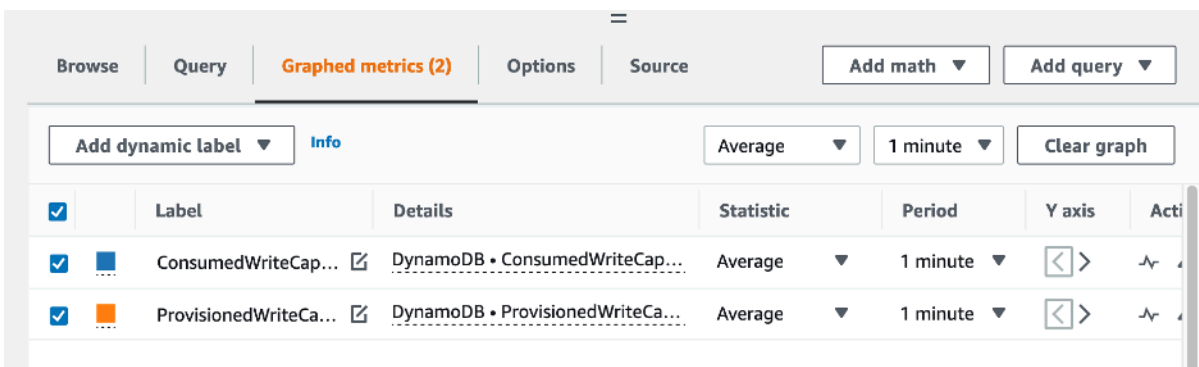 Browse Query Graphed metrics (2) Options Source Add math Add query
Add dynamic label Info Average 1 minute Clear graph
Label Details Statistic Period Y axis Acti
ConsumedWriteCap... DynamoDB • ConsumedWriteCap... Average 1 minute
ProvisionedWriteCa... DynamoDB • ProvisionedWriteCa... Average 1 minute